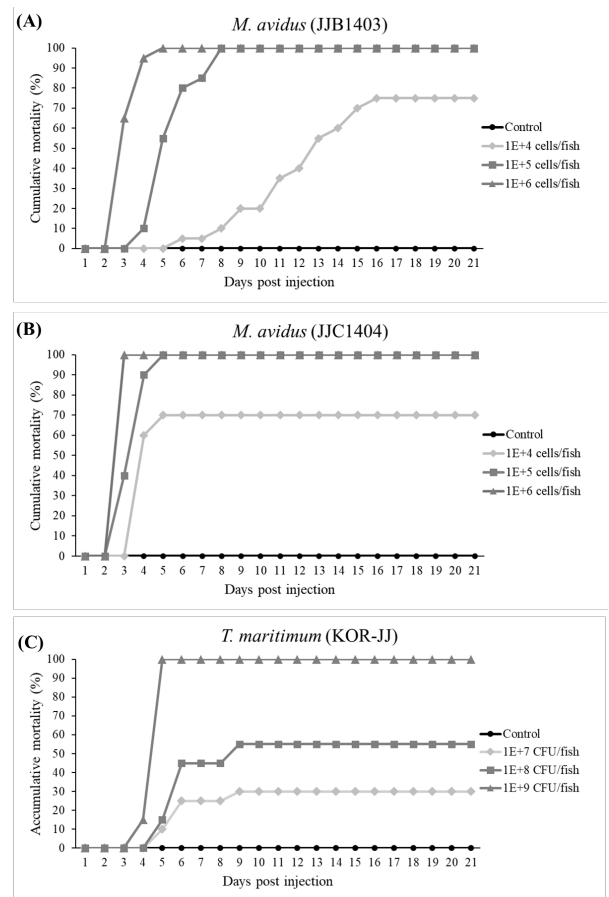 (A)
M. avidus (JJB1403)
Cumulative mortality (%)
100
90
80
70
60
50
40
30
20
10
0
1 2 3 4 5 6 7 8 9 10 11 12 13 14 15 16 17 18 19 20 21
Days post injection
Control
1E+4 cells/fish
1E+5 cells/fish
1E+6 cells/fish
(B)
M. avidus (JJC1404)
Cumulative mortality (%)
100
90
80
70
60
50
40
30
20
10
0
1 2 3 4 5 6 7 8 9 10 11 12 13 14 15 16 17 18 19 20 21
Days post injection
Control
1E+4 cells/fish
1E+5 cells/fish
1E+6 cells/fish
(C)
T. maritimum (KOR-JJ)
Accumulative mortality (%)
100
90
80
70
60
50
40
30
20
10
0
1 2 3 4 5 6 7 8 9 10 11 12 13 14 15 16 17 18 19 20 21
Days post injection
Control
1E+7 CFU/fish
1E+8 CFU/fish
1E+9 CFU/fish